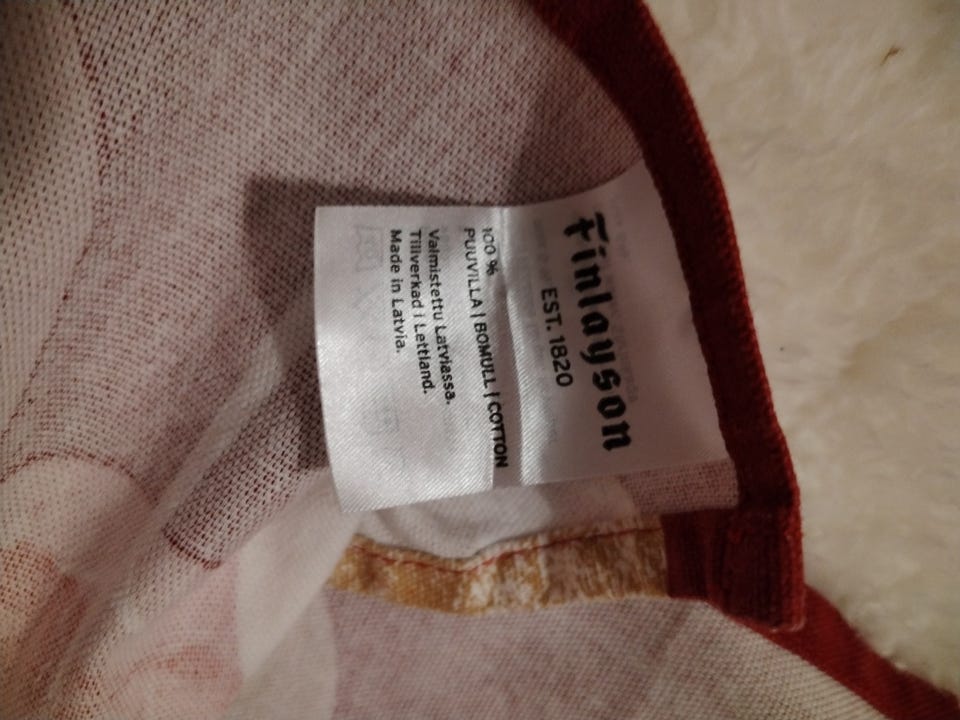 Finlayson
EST. 1820
100 %
PUUVILLA | BOMULL | COTTON
Valmistettu Latviassa.
Tillverkad i Lettland.
Made in Latvia.